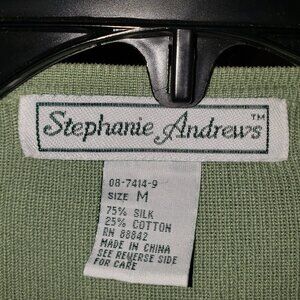 Stephanie Andrews™
08-7414-9
SIZE M
75% SILK
25% COTTON
RN 88842
MADE IN CHINA
SEE REVERSE SIDE
FOR CARE